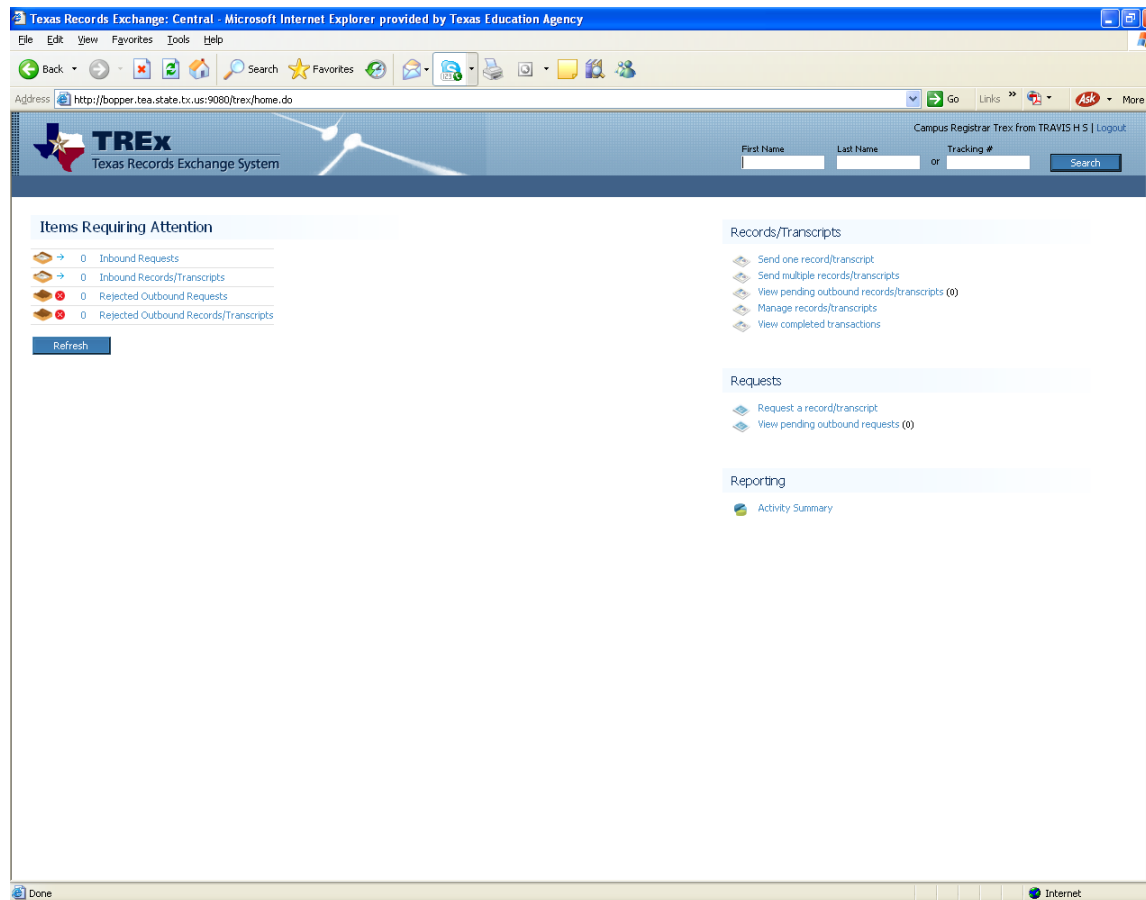 Texas Records Exchange: Central - Microsoft Internet Explorer provided by Texas Education Agency
File Edit View Favorites Tools Help
Back Search Favorites
Address http://bopper.tea.state.tx.us:9080/trex/home.do Go Links » Ask More
Campus Registrar Trex from TRAVIS H S | Logout
TREx
Texas Records Exchange System
First Name Last Name Tracking #
or Search
Items Requiring Attention
0 Inbound Requests
0 Inbound Records/Transcripts
0 Rejected Outbound Requests
0 Rejected Outbound Records/Transcripts
Refresh
Records/Transcripts
Send one record/transcript
Send multiple records/transcripts
View pending outbound records/transcripts (0)
Manage records/transcripts
View completed transactions
Requests
Request a record/transcript
View pending outbound requests (0)
Reporting
Activity Summary
Done Internet